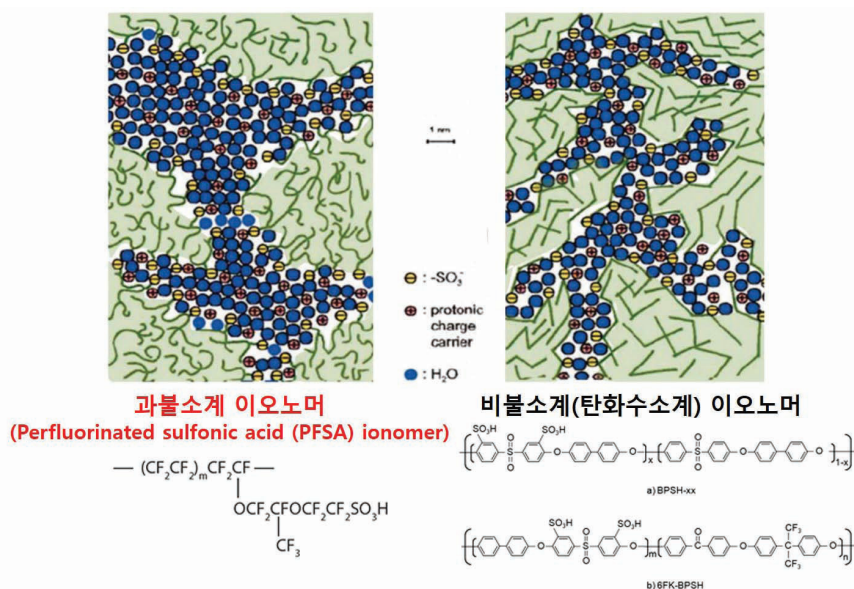 1 nm
⊖ : -SO₃⁻
⊕ : protonic
charge
carrier
: H₂O
과불소계 이오노머
(Perfluorinated sulfonic acid (PFSA) ionomer)
비불소계(탄화수소계) 이오노머
— (CF₂CF₂)ₘCF₂CF —
OCF₂CFOCF₂CF₂SO₃H
CF₃
SO₃H SO₃H
O S O O O x O S O O O 1-x
a) BPSH-xx
SO₃H SO₃H O CF₃
O O S O O m O C CF₃ O n
b) 6FK-BPSH